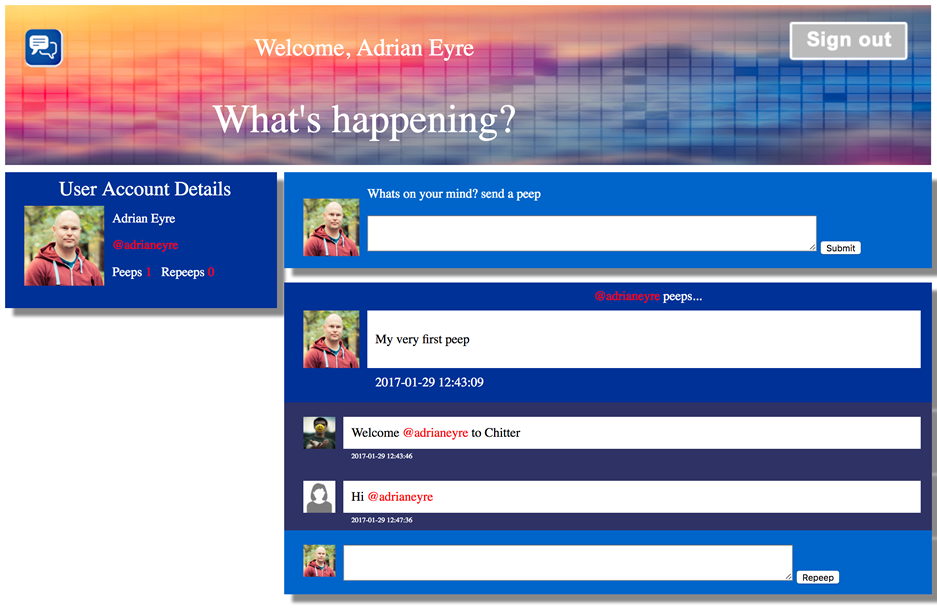 Welcome, Adrian Eyre
Sign out
What's happening?
User Account Details
Adrian Eyre
@adrianeyre
Peeps 1 Repeeps 0
Whats on your mind? send a peep
Submit
@adrianeyre peeps...
My very first peep
2017-01-29 12:43:09
Welcome @adrianeyre to Chitter
2017-01-29 12:43:46
Hi @adrianeyre
2017-01-29 12:47:36
Repeep